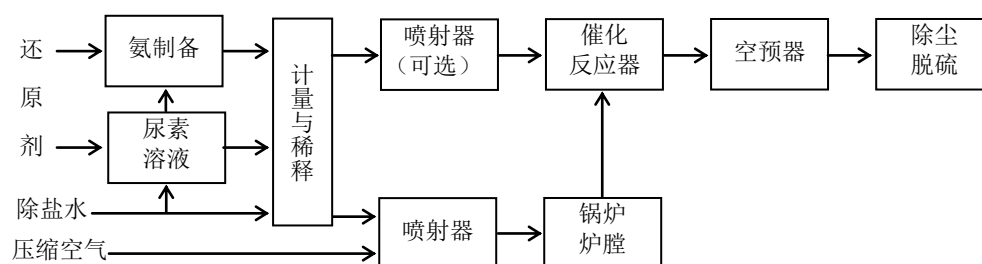 还
原
剂
除盐水
压缩空气
氨制备
尿素
溶液
计量与稀释
喷射器
（可选）
催化
反应器
空预器
除尘
脱硫
喷射器
锅炉
炉膛